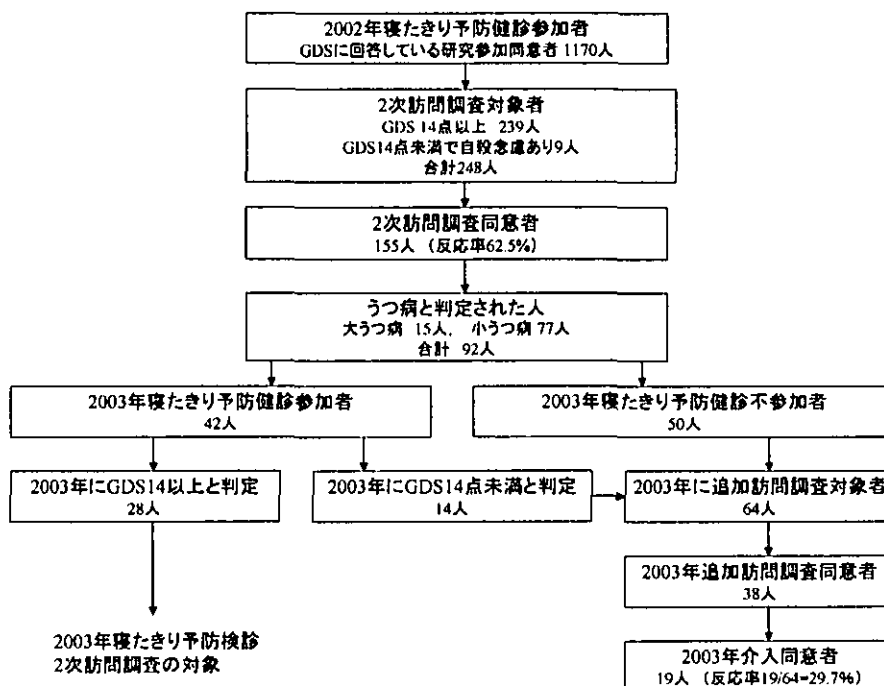 2002年寝たきり予防健診参加者
GDSに回答している研究参加同意者 1170人
2次訪問調査対象者
GDS 14点以上 239人
GDS14点未満で自殺念慮あり9人
合計248人
2次訪問調査同意者
155人 (反応率62.5%)
うつ病と判定された人
大うつ病 15人, 小うつ病 77人
合計 92人
2003年寝たきり予防健診参加者
42人
2003年寝たきり予防健診不参加者
50人
2003年にGDS14以上と判定
28人
2003年にGDS14点未満と判定
14人
2003年に追加訪問調査対象者
64人
2003年追加訪問調査同意者
38人
2003年寝たきり予防検診
2次訪問調査の対象
2003年介入同意者
19人 (反応率19/64=29.7%)